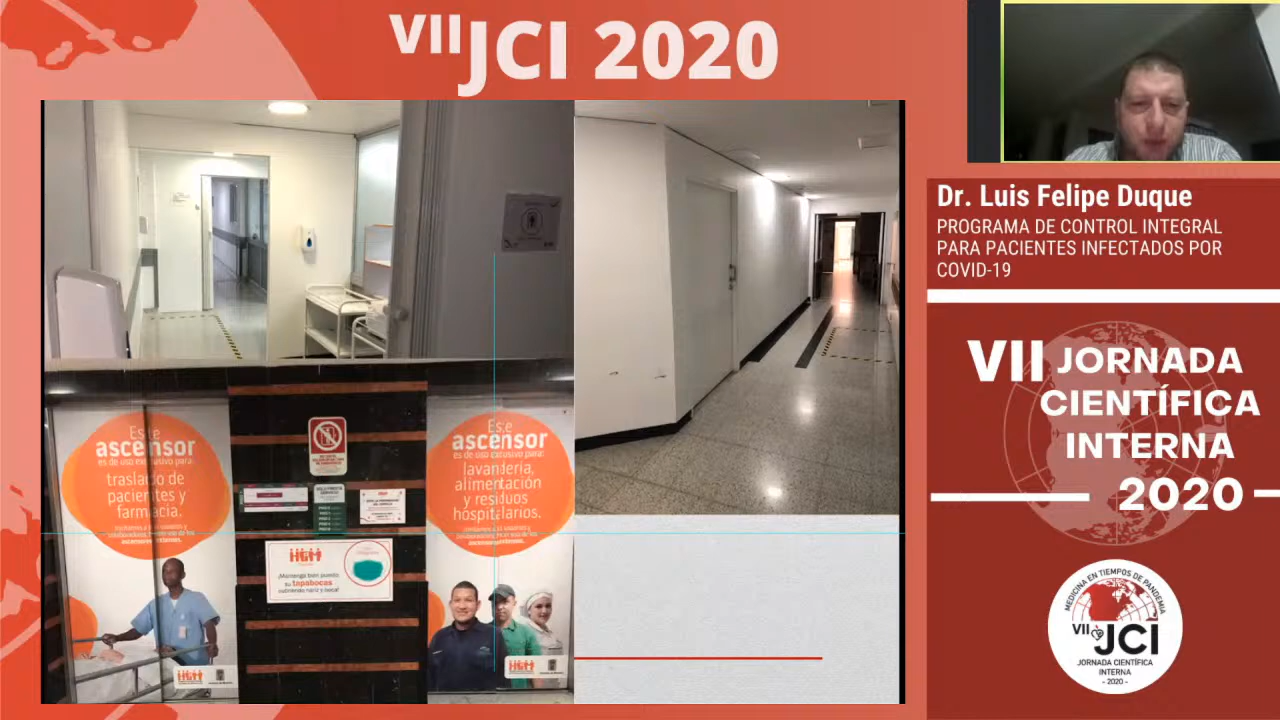 VII JCI 2020
Dr. Luis Felipe Duque
PROGRAMA DE CONTROL INTEGRAL
PARA PACIENTES INFECTADOS POR
COVID-19
VII JORNADA
CIENTÍFICA
INTERNA
2020
MEDICINA EN TIEMPOS DE PANDEMIA
VII JCI
JORNADA CIENTÍFICA
INTERNA
- 2020 -
Este
ascensor
es de uso exclusivo para:
traslado de
pacientes y
farmacia.
Este
ascensor
es de uso exclusivo para:
lavandería,
alimentación
y residuos
hospitalarios.
¡Mantenga bien puesto
su tapabocas
cubriendo nariz y boca!